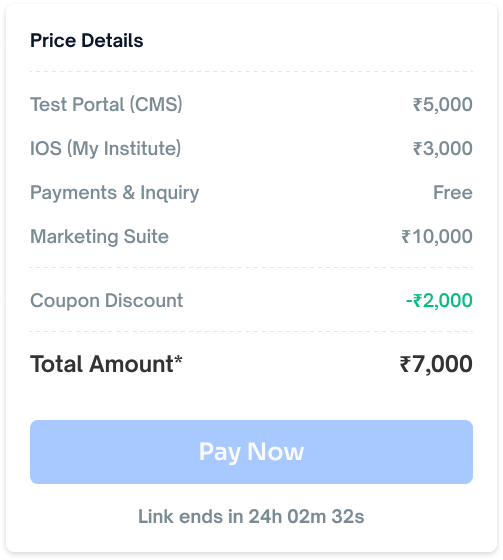 Price Details
Test Portal (CMS) ₹5,000
IOS (My Institute) ₹3,000
Payments & Inquiry Free
Marketing Suite ₹10,000
Coupon Discount -₹2,000
Total Amount* ₹7,000
Pay Now
Link ends in 24h 02m 32s